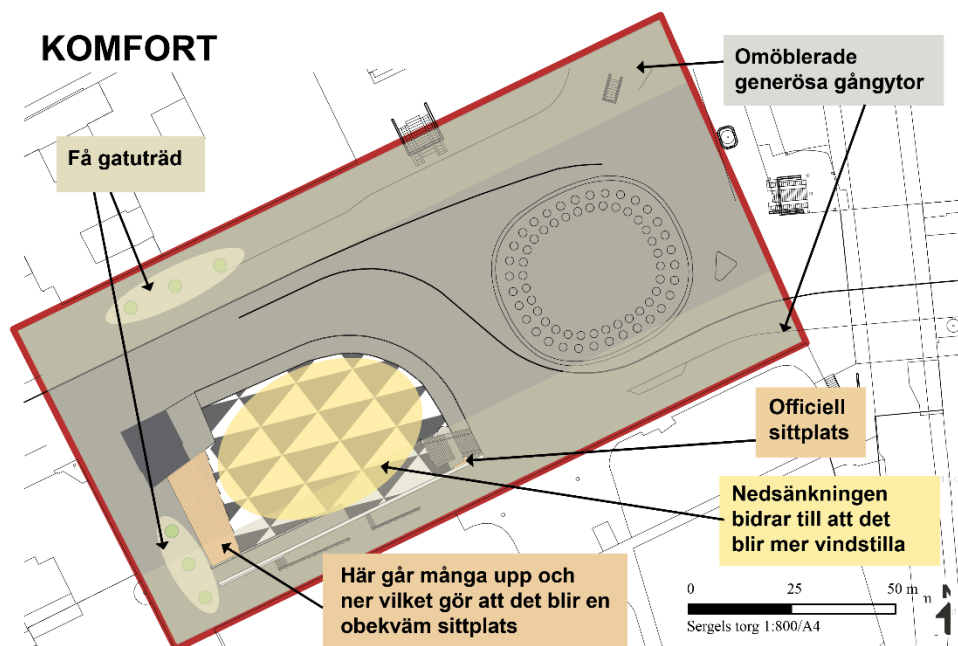 KOMFORT
Omöblerade
generösa gångytor
Få gatuträd
Officiell
sittplats
Nedsänkningen
bidrar till att det
blir mer vindstilla
Här går många upp och
ner vilket gör att det blir en
obekväm sittplats
0 25 50 m
Sergels torg 1:800/A4